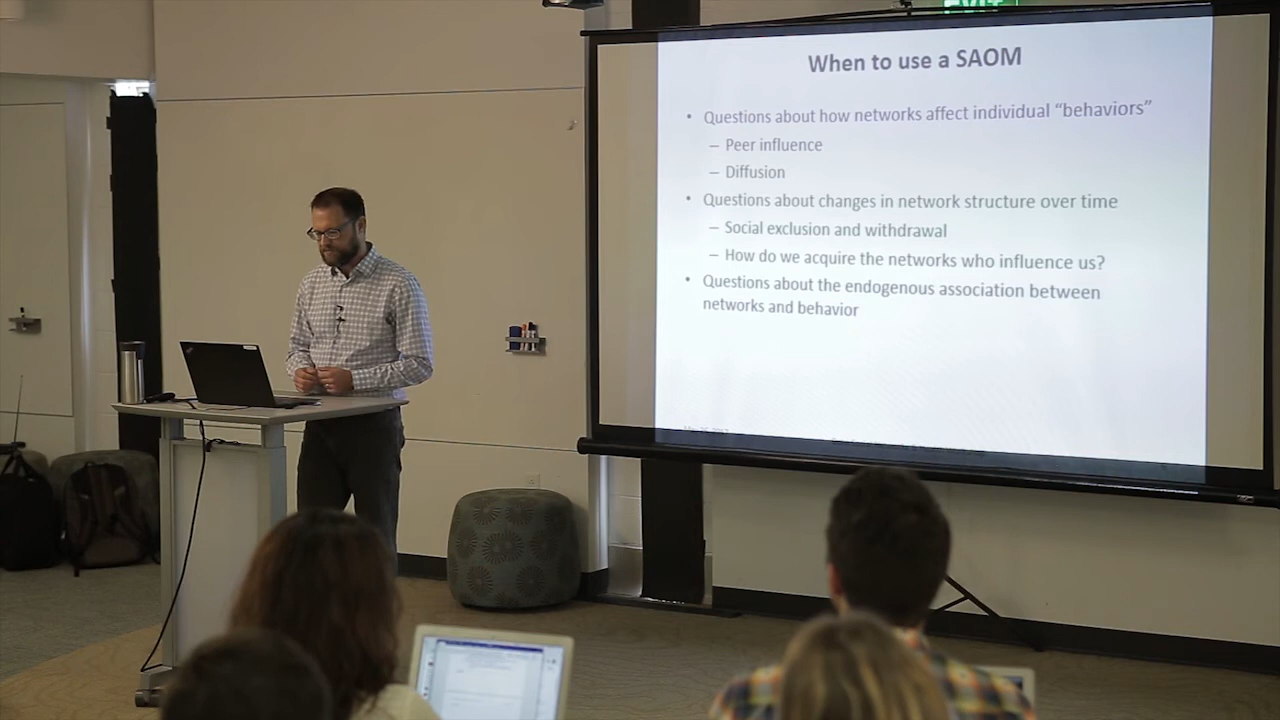 EXIT
When to use a SAOM
• Questions about how networks affect individual “behaviors”
– Peer influence
– Diffusion
• Questions about changes in network structure over time
– Social exclusion and withdrawal
– How do we acquire the networks who influence us?
• Questions about the endogenous association between
networks and behavior